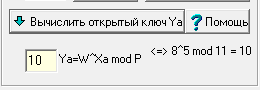 Вычислить открытый ключ Ya
Помощь
10 Ya=W^Xa mod P <=> 8^5 mod 11 = 10